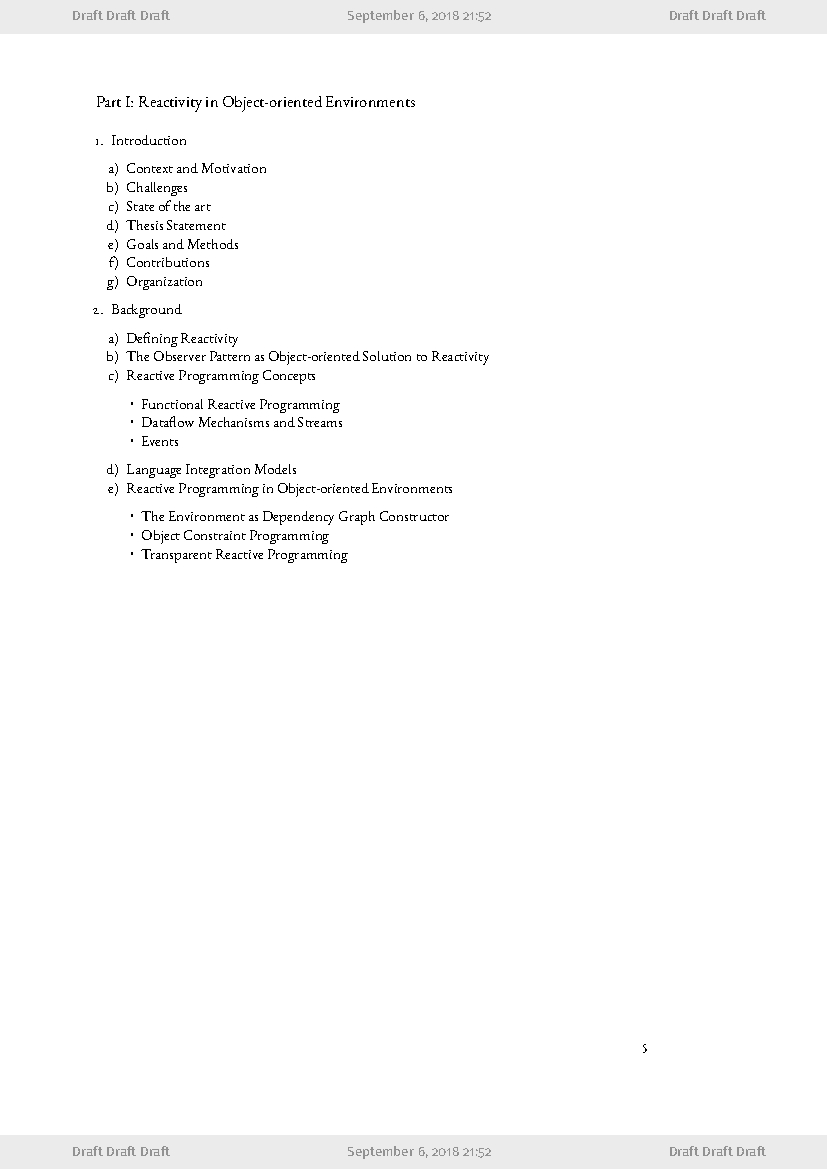 Draft Draft Draft September 6, 2018 21:52 Draft Draft Draft
Part I: Reactivity in Object-oriented Environments
1. Introduction
a) Context and Motivation
b) Challenges
c) State of the art
d) Thesis Statement
e) Goals and Methods
f) Contributions
g) Organization
2. Background
a) Defining Reactivity
b) The Observer Pattern as Object-oriented Solution to Reactivity
c) Reactive Programming Concepts
• Functional Reactive Programming
• Dataflow Mechanisms and Streams
• Events
d) Language Integration Models
e) Reactive Programming in Object-oriented Environments
• The Environment as Dependency Graph Constructor
• Object Constraint Programming
• Transparent Reactive Programming
5
Draft Draft Draft September 6, 2018 21:52 Draft Draft Draft